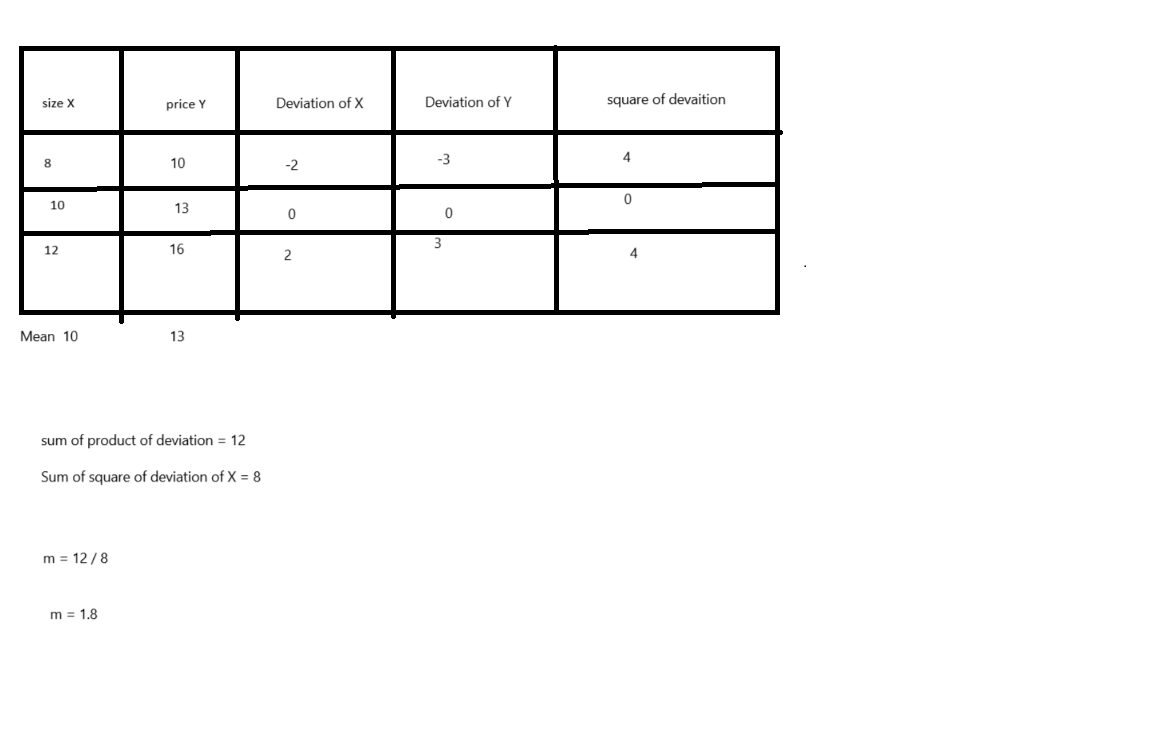 size X price Y Deviation of X Deviation of Y square of devaition
8 10 -2 -3 4
10 13 0 0 0
12 16 2 3 4
Mean 10 13
sum of product of deviation = 12
Sum of square of deviation of X = 8
m = 12 / 8
m = 1.8